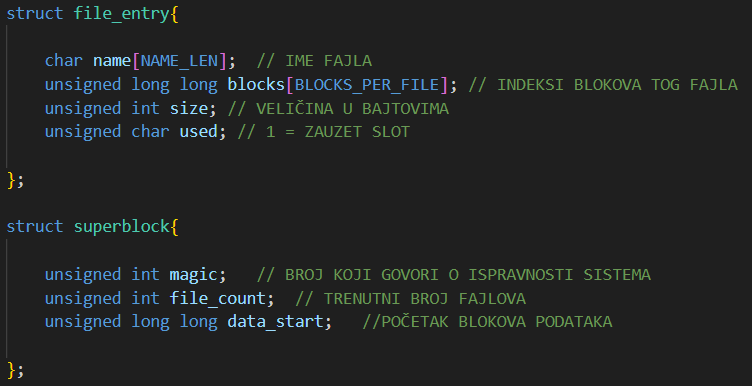 struct file_entry{
char name[NAME_LEN];  // IME FAJLA
unsigned long long blocks[BLOCKS_PER_FILE]; // INDEKSI BLOKOVA TOG FAJLA
unsigned int size; // VELIČINA U BAJTOVIMA
unsigned char used; // 1 = ZAUZET SLOT
};
struct superblock{
unsigned int magic;   // BROJ KOJI GOVORI O ISPRAVNOSTI SISTEMA
unsigned int file_count;  // TRENUTNI BROJ FAJLOVA
unsigned long long data_start;   //POČETAK BLOKOVA PODATAKA
};